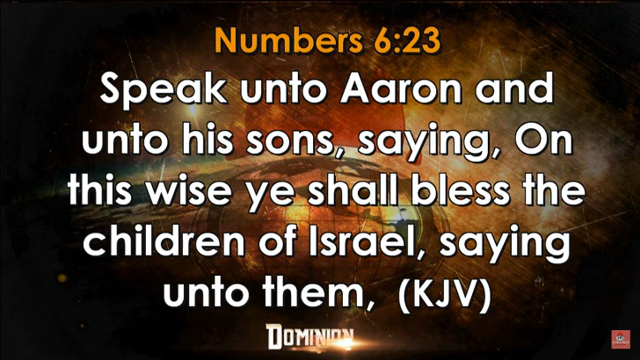 Numbers 6:23
Speak unto Aaron and
unto his sons, saying, On
this wise ye shall bless the
children of Israel, saying
unto them, (KJV)
DOMINION